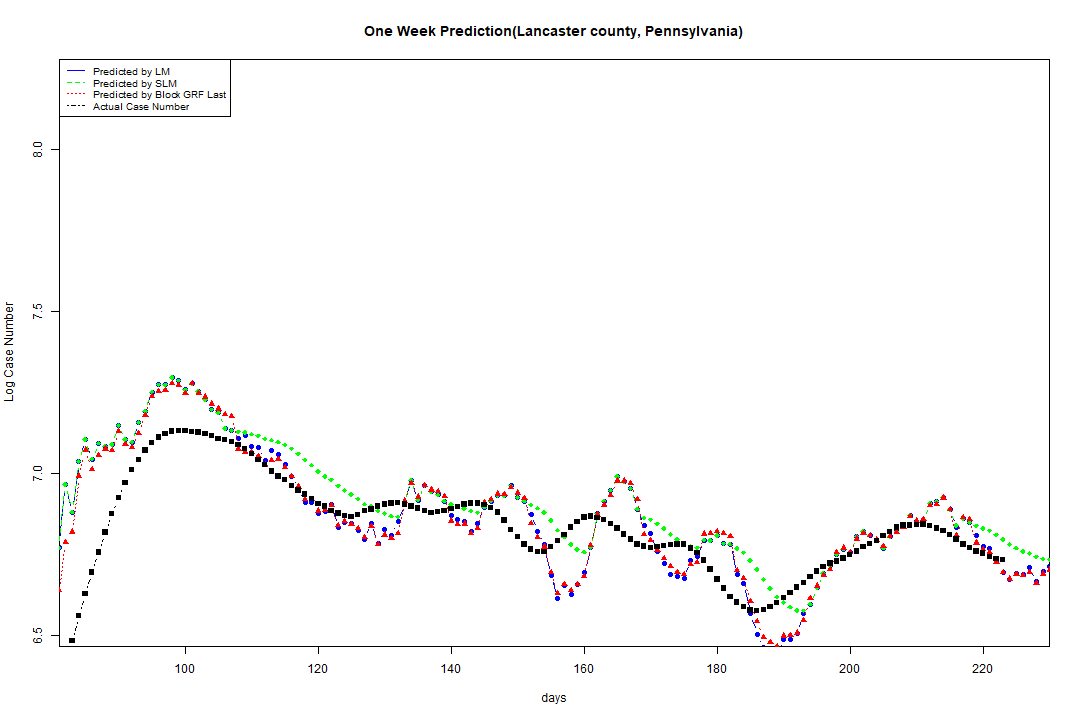 One Week Prediction(Lancaster county, Pennsylvania)
Predicted by LM
Predicted by SLM
Predicted by Block GRF Last
Actual Case Number
8.0
7.5
7.0
6.5
Log Case Number
100 120 140 160 180 200 220
days